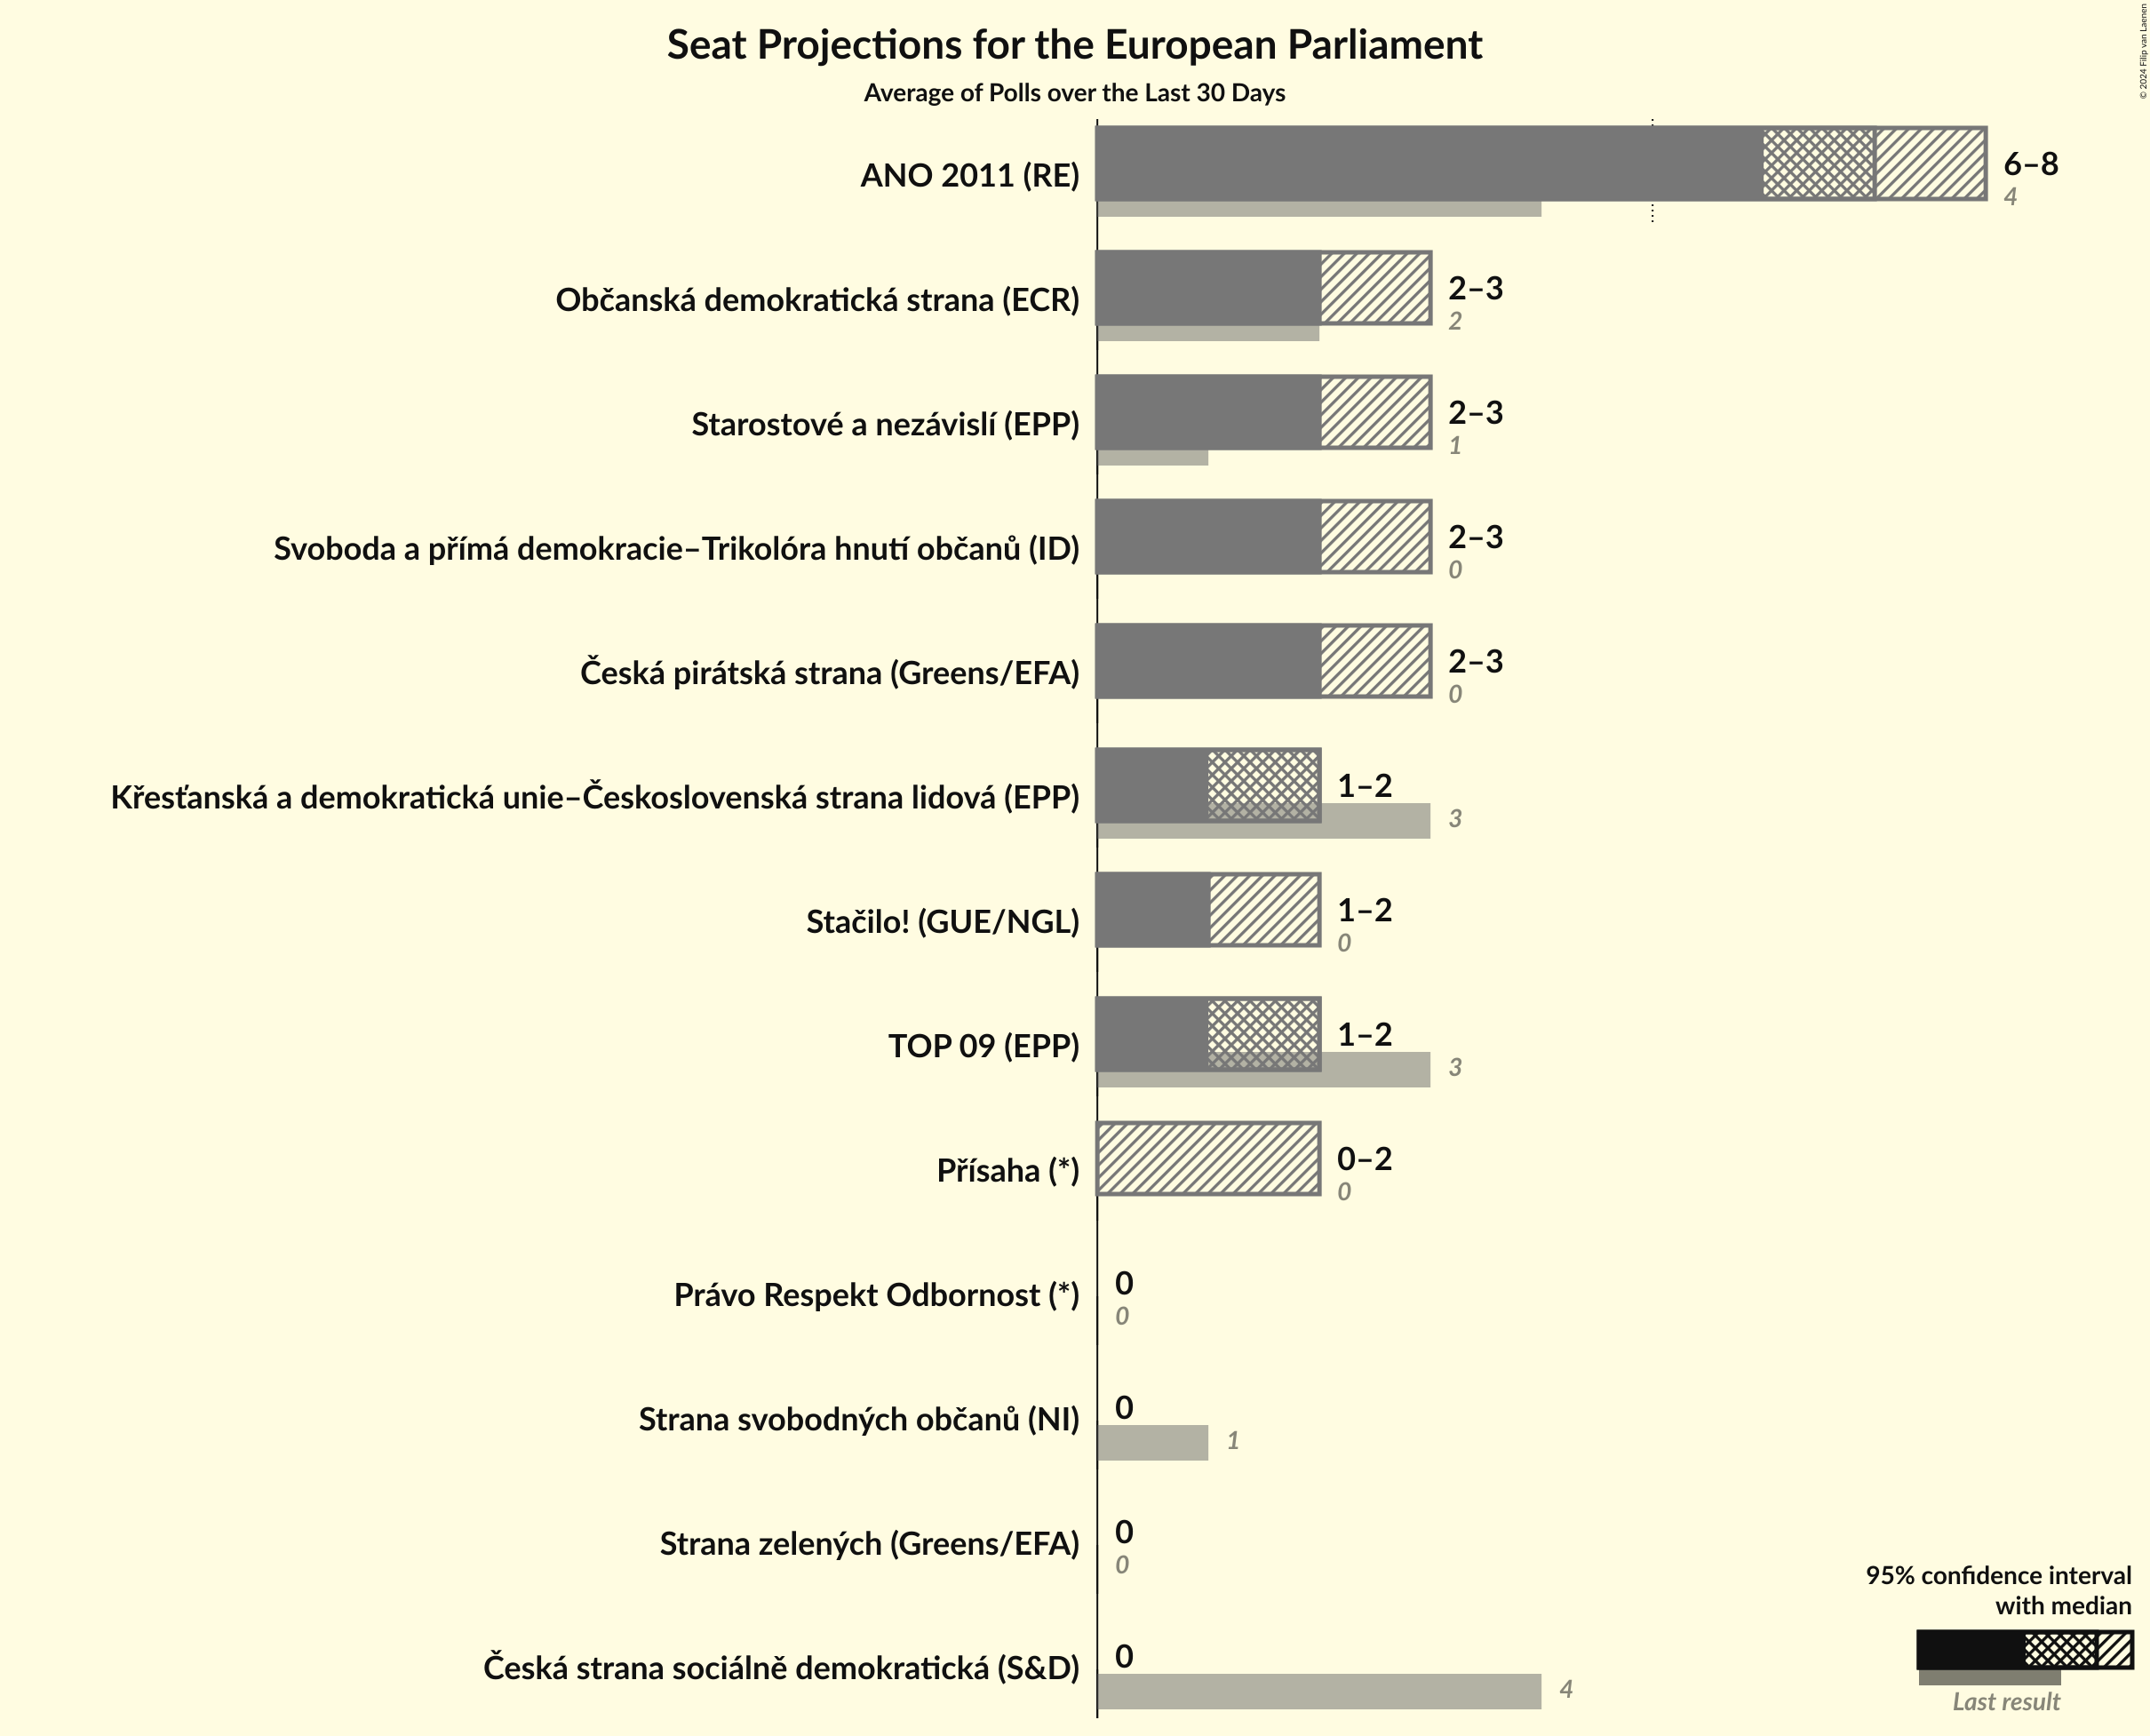 Seat Projections for the European Parliament
Average of Polls over the Last 30 Days
© 2024 Filip van Laenen
ANO 2011 (RE)
6–8
4
Občanská demokratická strana (ECR)
2–3
2
Starostové a nezávislí (EPP)
2–3
1
Svoboda a přímá demokracie–Trikolóra hnutí občanů (ID)
2–3
0
Česká pirátská strana (Greens/EFA)
2–3
0
Křesťanská a demokratická unie–Československá strana lidová (EPP)
1–2
3
Stačilo! (GUE/NGL)
1–2
0
TOP 09 (EPP)
1–2
3
Přísaha (*)
0–2
0
Právo Respekt Odbornost (*)
0
0
Strana svobodných občanů (NI)
0
1
Strana zelených (Greens/EFA)
0
0
Česká strana sociálně demokratická (S&D)
0
4
95% confidence interval
with median
Last result